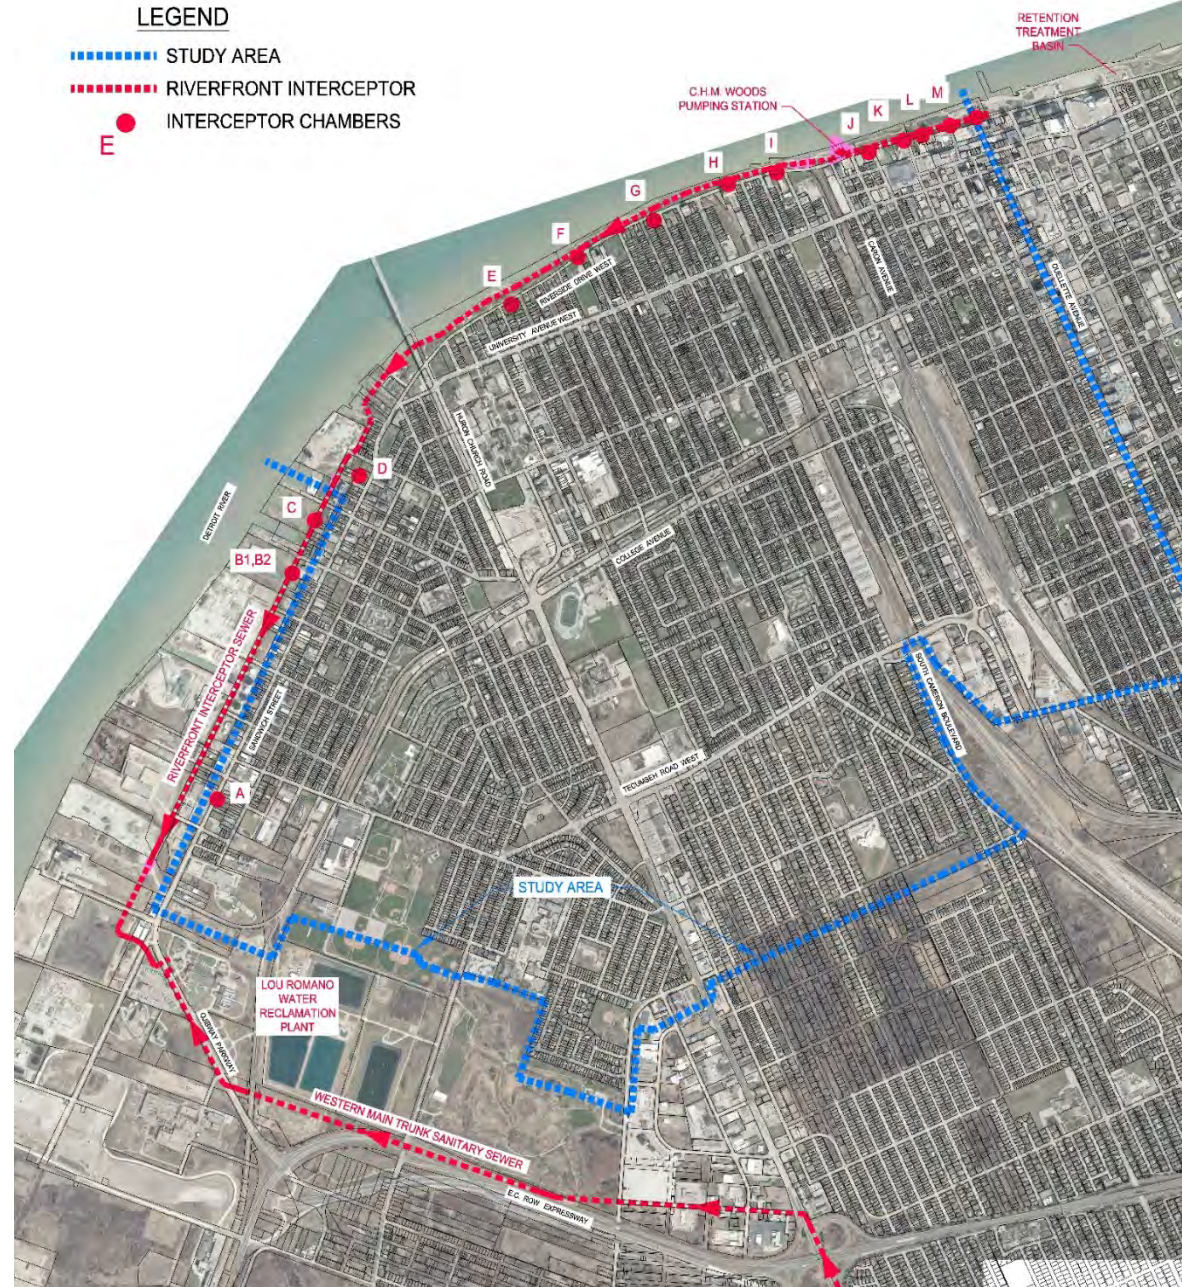 LEGEND
STUDY AREA
RIVERFRONT INTERCEPTOR
INTERCEPTOR CHAMBERS
E
RETENTION
TREATMENT
BASIN
C.H.M. WOODS
PUMPING STATION
M
L
K
J
I
H
G
F
E
RIVERSIDE DRIVE WEST
UNIVERSITY AVENUE WEST
CARON AVENUE
OUELLETTE AVENUE
HURON CHURCH ROAD
D
C
DETROIT RIVER
B1,B2
COLLEGE AVENUE
RIVERFRONT INTERCEPTOR SEWER
SANDWICH STREET
SOUTH CAMERON BOULEVARD
TECUMSEH ROAD WEST
A
STUDY AREA
LOU ROMANO
WATER
RECLAMATION
PLANT
OJIBWAY PARKWAY
WESTERN MAIN TRUNK SANITARY SEWER
E.C. ROW EXPRESSWAY